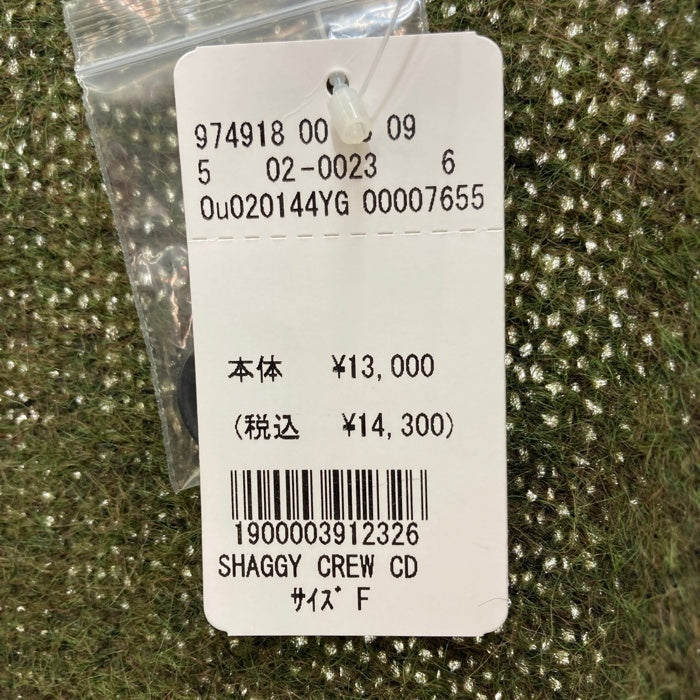 974918 00 09
5 02-0023 6
0u020144YG 00007655
本体 ¥13,000
(税込 ¥14,300)
1900003912326
SHAGGY CREW CD
ｻｲｽﾞ F